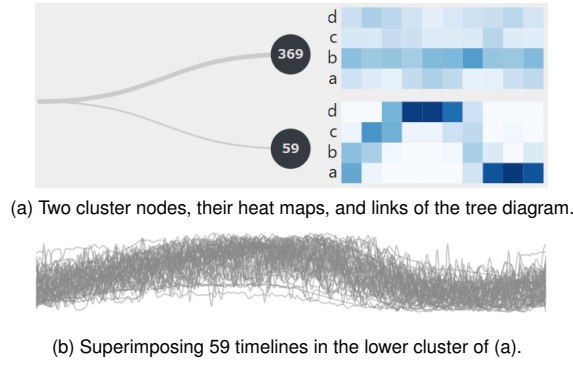 d
c
369
b
a
d
c
59
b
a
(a) Two cluster nodes, their heat maps, and links of the tree diagram.
(b) Superimposing 59 timelines in the lower cluster of (a).